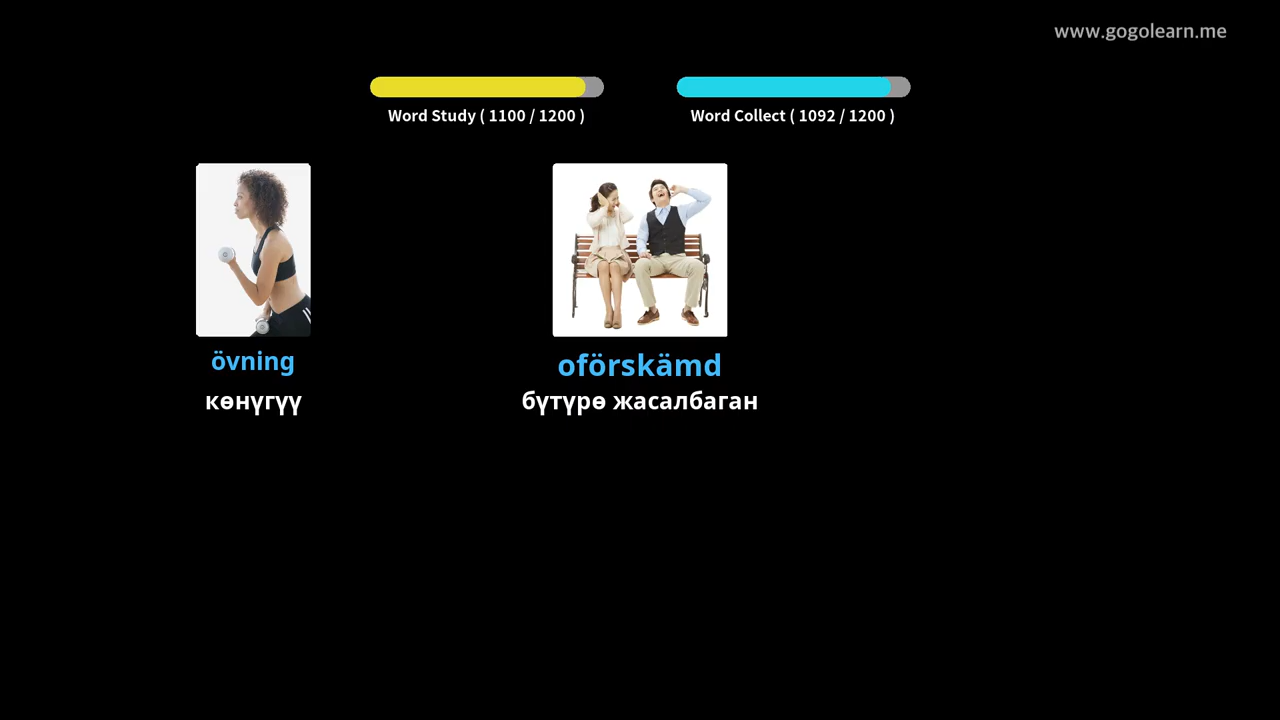 www.gogolearn.me
Word Study ( 1100 / 1200 )
Word Collect ( 1092 / 1200 )
övning
көнүгүү
oförskämd
бүтүрө жасалбаган